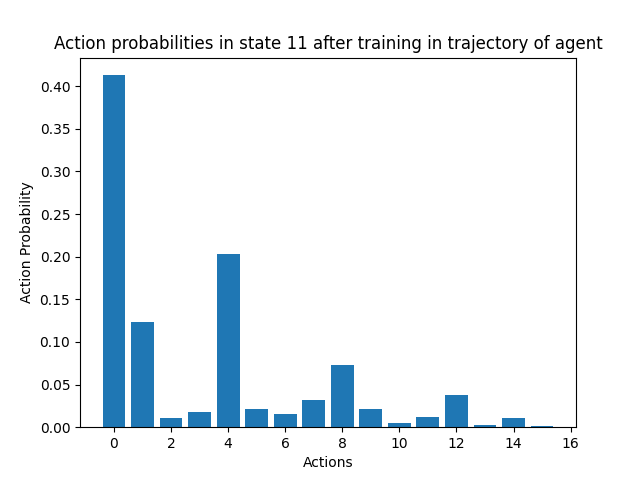 Action probabilities in state 11 after training in trajectory of agent
0.40
0.35
0.30
0.25
0.20
0.15
0.10
0.05
0.00
Action Probability
0 2 4 6 8 10 12 14 16
Actions